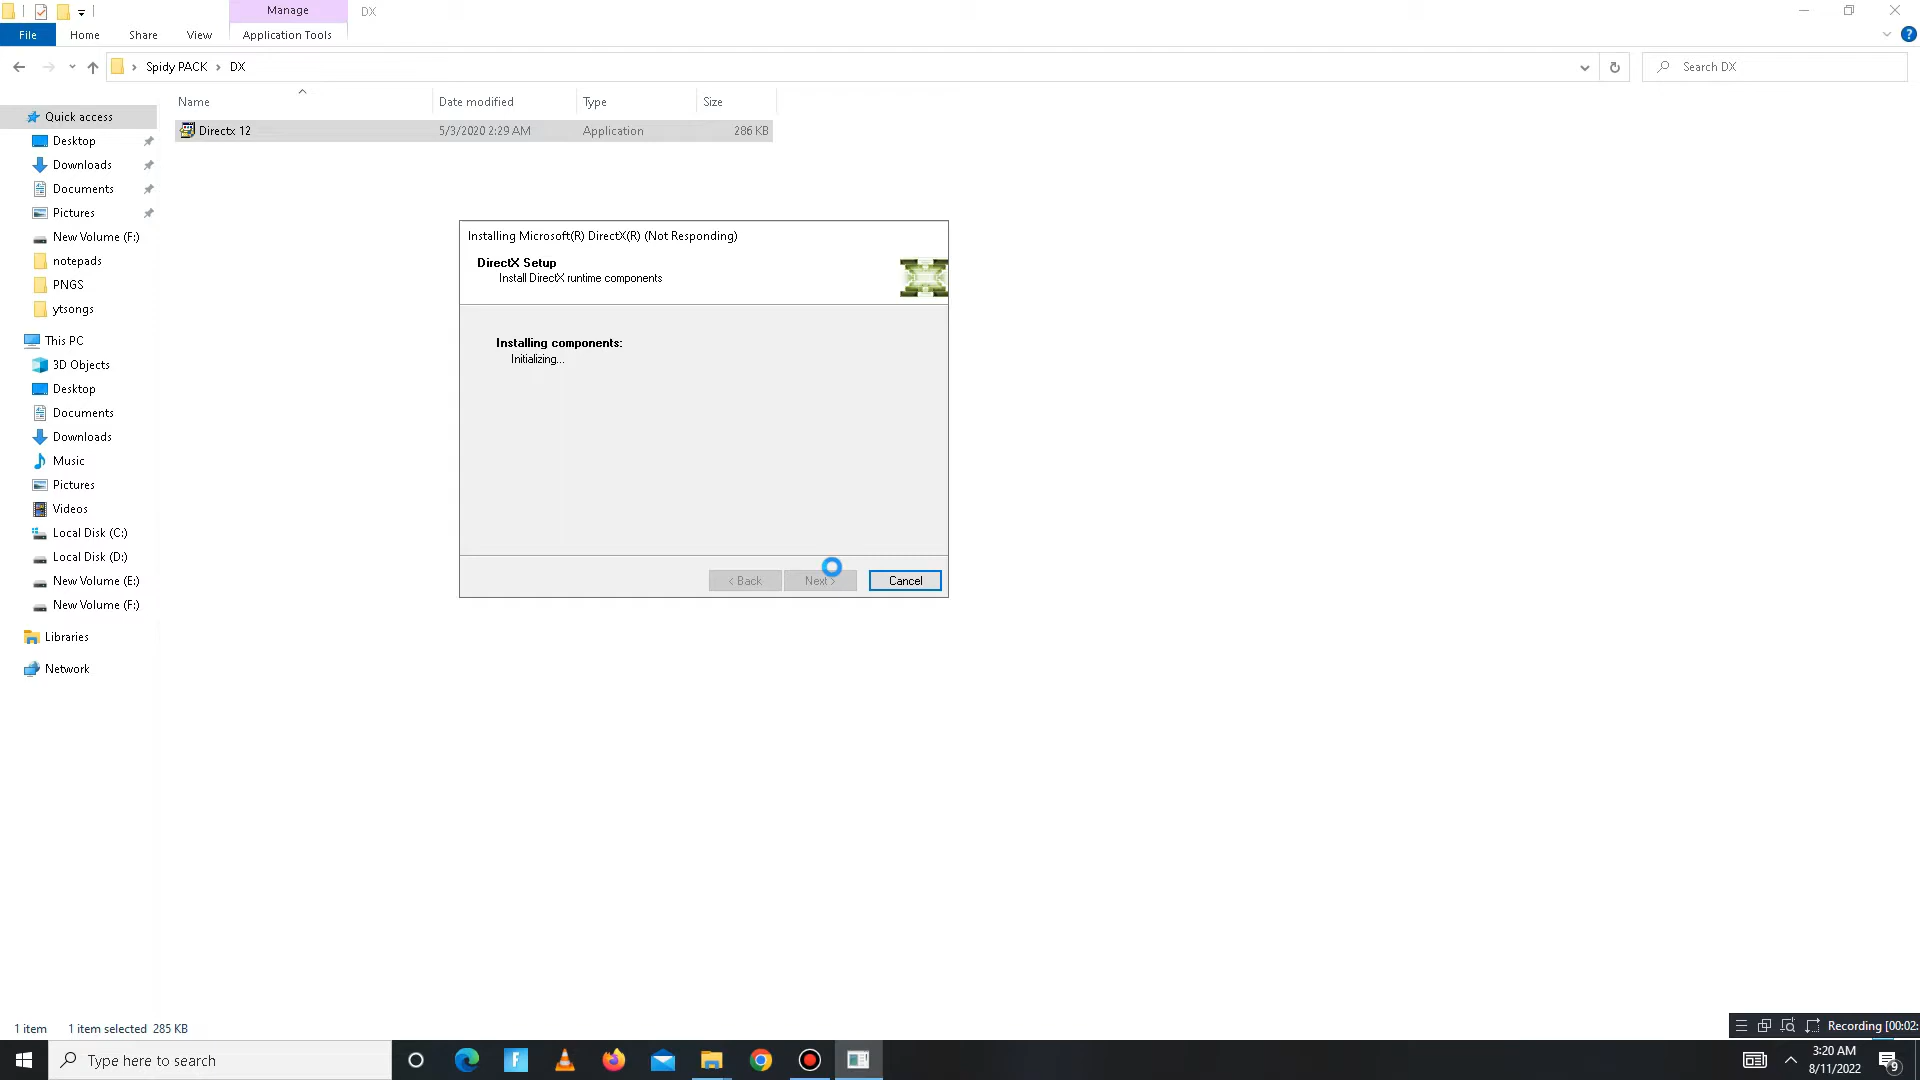 Manage
DX
File
Home
Share
View
Application Tools
?
Spidy PACK
DX
Search DX
Name
Date modified
Type
Size
Directx 12
5/3/2020 2:29 AM
Application
286 KB
Quick access
Desktop
Downloads
Documents
Pictures
New Volume (F:)
notepads
PNGS
ytsongs
This PC
3D Objects
Desktop
Documents
Downloads
Music
Pictures
Videos
Local Disk (C:)
Local Disk (D:)
New Volume (E:)
New Volume (F:)
Libraries
Network
Installing Microsoft(R) DirectX(R) (Not Responding)
DirectX Setup
Install DirectX runtime components
Installing components:
Initializing...
< Back
Next >
Cancel
1 item
1 item selected 285 KB
Recording [00:02:
Type here to search
3:20 AM
8/11/2022
9